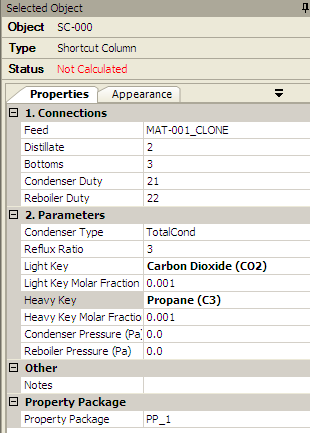 Selected Object
Object SC-000
Type Shortcut Column
Status Not Calculated
Properties Appearance
1. Connections
Feed MAT-001_CLONE
Distillate 2
Bottoms 3
Condenser Duty 21
Reboiler Duty 22
2. Parameters
Condenser Type TotalCond
Reflux Ratio 3
Light Key Carbon Dioxide (CO2)
Light Key Molar Fraction 0.001
Heavy Key Propane (C3)
Heavy Key Molar Fractio 0.001
Condenser Pressure (Pa) 0.0
Reboiler Pressure (Pa) 0.0
Other
Notes
Property Package
Property Package PP_1